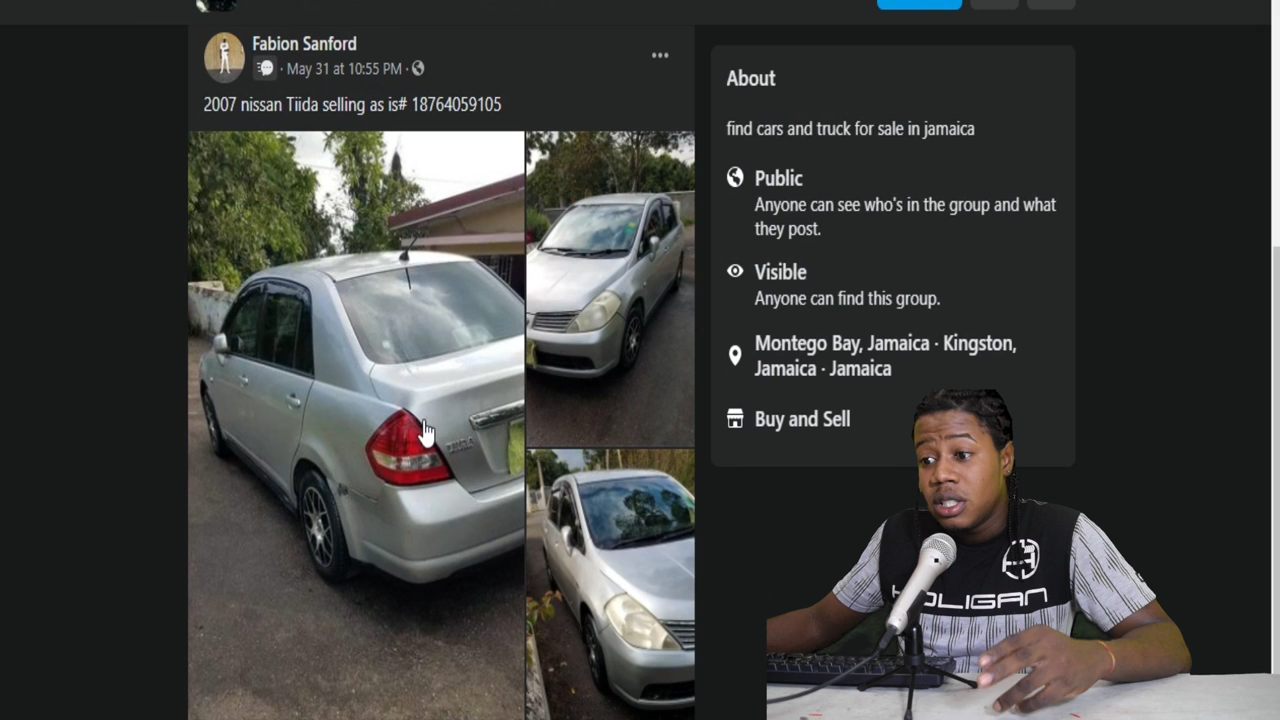 Fabion Sanford
· May 31 at 10:55 PM ·
2007 nissan Tiida selling as is# 18764059105
TIIDA
About
find cars and truck for sale in jamaica
Public
Anyone can see who's in the group and what
they post.
Visible
Anyone can find this group.
Montego Bay, Jamaica · Kingston,
Jamaica · Jamaica
Buy and Sell
HOLIGAN